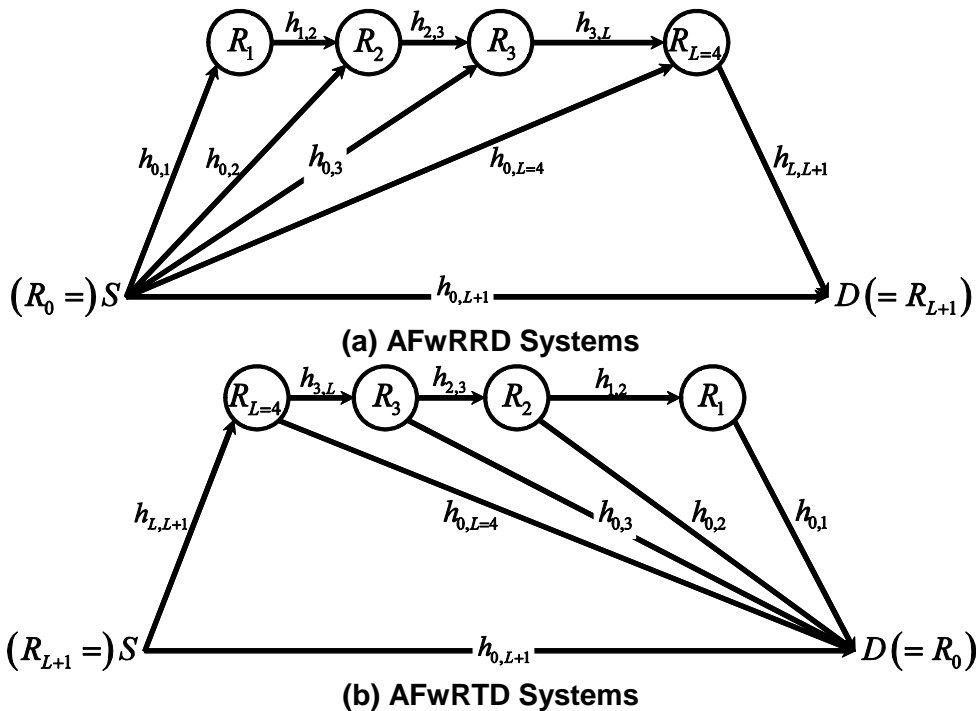 h1,2 h2,3 h3,L
R1 R2 R3 RL=4
h0,1 h0,2 h0,3 h0,L=4 hL,L+1
(R0 =) S h0,L+1 D (= RL+1)
(a) AFwRRD Systems
h3,L h2,3 h1,2
RL=4 R3 R2 R1
hL,L+1 h0,L=4 h0,3 h0,2 h0,1
(RL+1 =) S h0,L+1 D (= R0)
(b) AFwRTD Systems